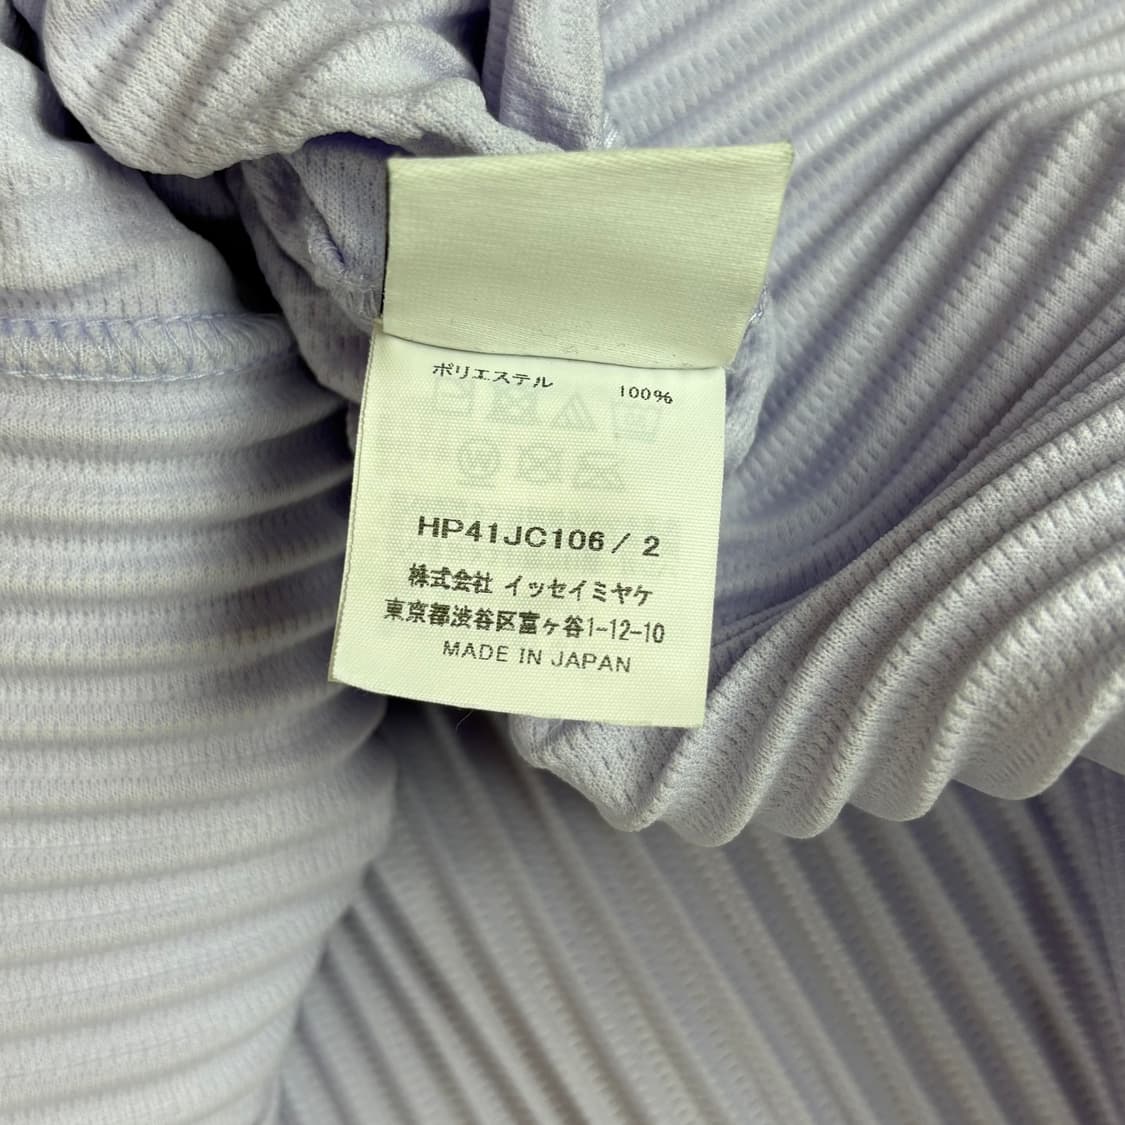 ポリエステル 100%
HP41JC106 / 2
株式会社 イッセイミヤケ
東京都渋谷区富ヶ谷1-12-10
MADE IN JAPAN